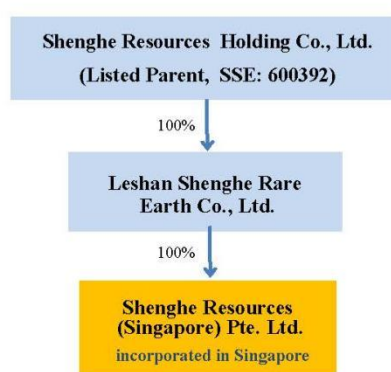 Shenghe Resources Holding Co., Ltd.
(Listed Parent, SSE: 600392)
100%
Leshan Shenghe Rare
Earth Co., Ltd.
100%
Shenghe Resources
(Singapore) Pte. Ltd.
incorporated in Singapore